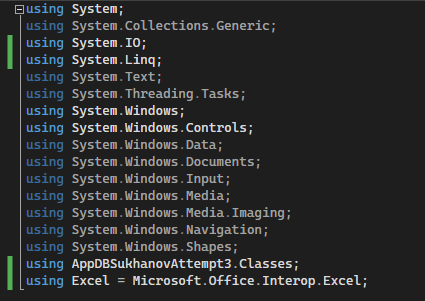 using System;
using System.Collections.Generic;
using System.IO;
using System.Linq;
using System.Text;
using System.Threading.Tasks;
using System.Windows;
using System.Windows.Controls;
using System.Windows.Data;
using System.Windows.Documents;
using System.Windows.Input;
using System.Windows.Media;
using System.Windows.Media.Imaging;
using System.Windows.Navigation;
using System.Windows.Shapes;
using AppDBSukhanovAttempt3.Classes;
using Excel = Microsoft.Office.Interop.Excel;